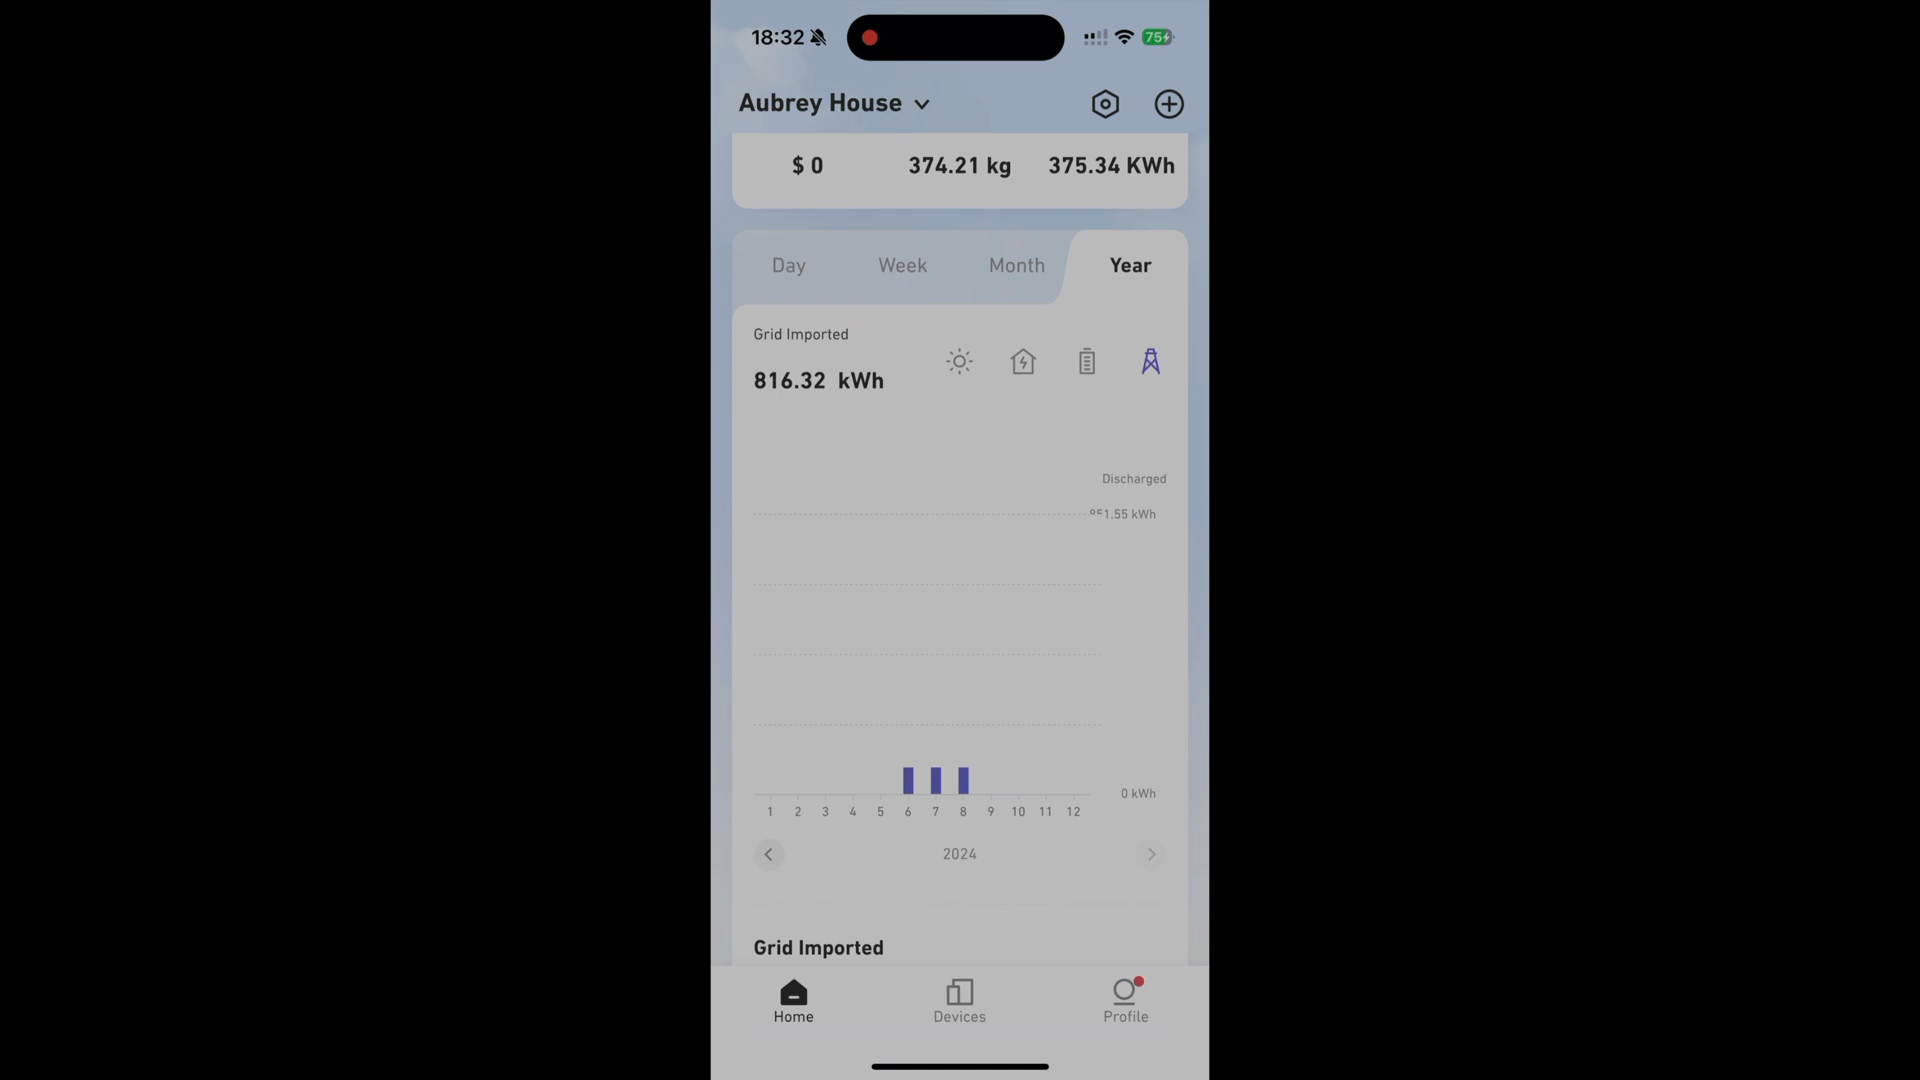 18:32
75
Aubrey House
$ 0 374.21 kg 375.34 KWh
Day Week Month Year
Grid Imported
816.32 kWh
Discharged
851.55 kWh
0 kWh
1 2 3 4 5 6 7 8 9 10 11 12
2024
Grid Imported
Home Devices Profile